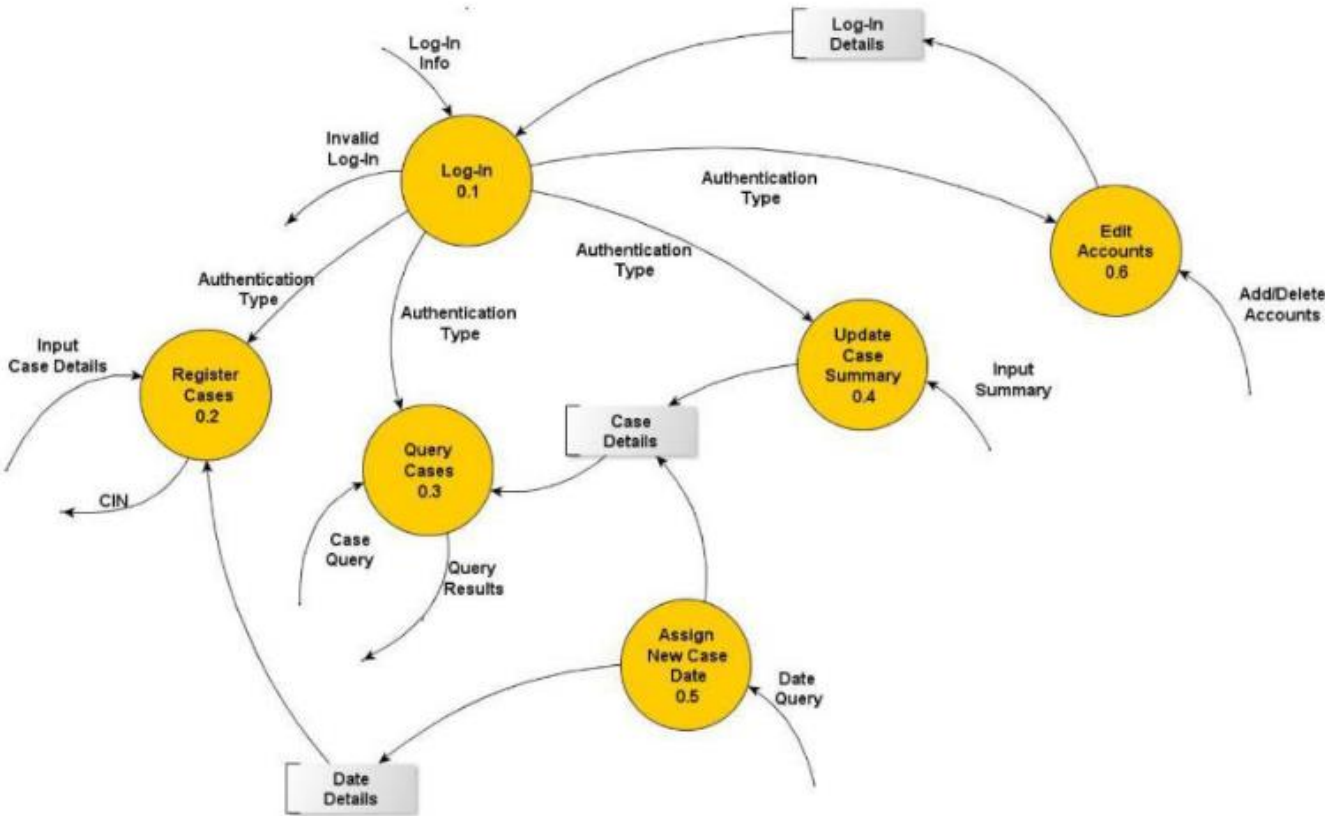 Log-In
Info
Log-In
Details
Invalid
Log-In
Log-In
0.1
Authentication
Type
Edit
Accounts
0.6
Authentication
Type
Authentication
Type
Add/Delete
Accounts
Authentication
Type
Input
Case Details
Register
Cases
0.2
Update
Case
Summary
0.4
Input
Summary
Case
Details
Query
Cases
0.3
CIN
Case
Query
Query
Results
Assign
New Case
Date
0.5
Date
Query
Date
Details